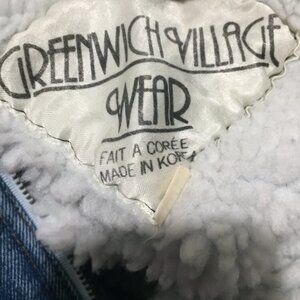 GREENWICH VILLAGE
WEAR
FAIT A CORÉE
MADE IN KOREA